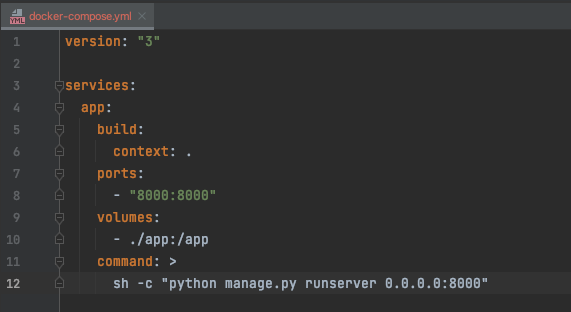 YML docker-compose.yml
1 version: "3"
2
3 services:
4   app:
5     build:
6       context: .
7     ports:
8       - "8000:8000"
9     volumes:
10       - ./app:/app
11     command: >
12       sh -c "python manage.py runserver 0.0.0.0:8000"